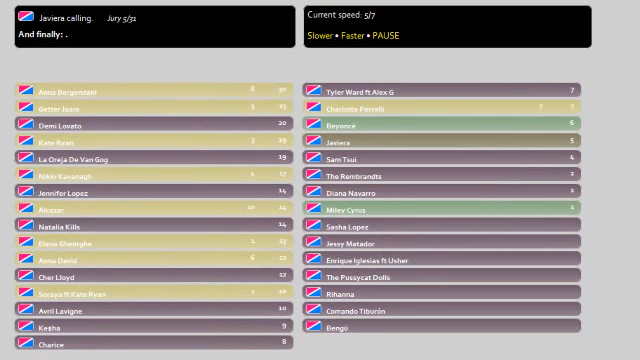 Javiera calling. Jury 5/31
And finally: .
Current speed: 5/7
Slower • Faster • PAUSE
Anna Bergendahl 8 30
Getter Jaani 5 23
Demi Lovato 20
Kate Ryan 3 19
La Oreja De Van Gog 19
Nikki Kavanagh 4 17
Jennifer Lopez 14
Alcazar 10 14
Natalia Kills 14
Elena Gheorghe 1 13
Anna David 6 12
Cher Lloyd 12
Soraya ft Kate Ryan 10
Avril Lavigne 10
Ke$ha 9
Charice 8
Tyler Ward ft Alex G 7
Charlotte Perrelli 7 7
Beyoncé 6
Javiera 5
Sam Tsui 4
The Rembrandts 2
Diana Navarro 2
Miley Cyrus 1
Sasha Lopez
Jessy Matador
Enrique Iglesias ft Usher
The Pussycat Dolls
Rihanna
Comando Tiburón
Bengü